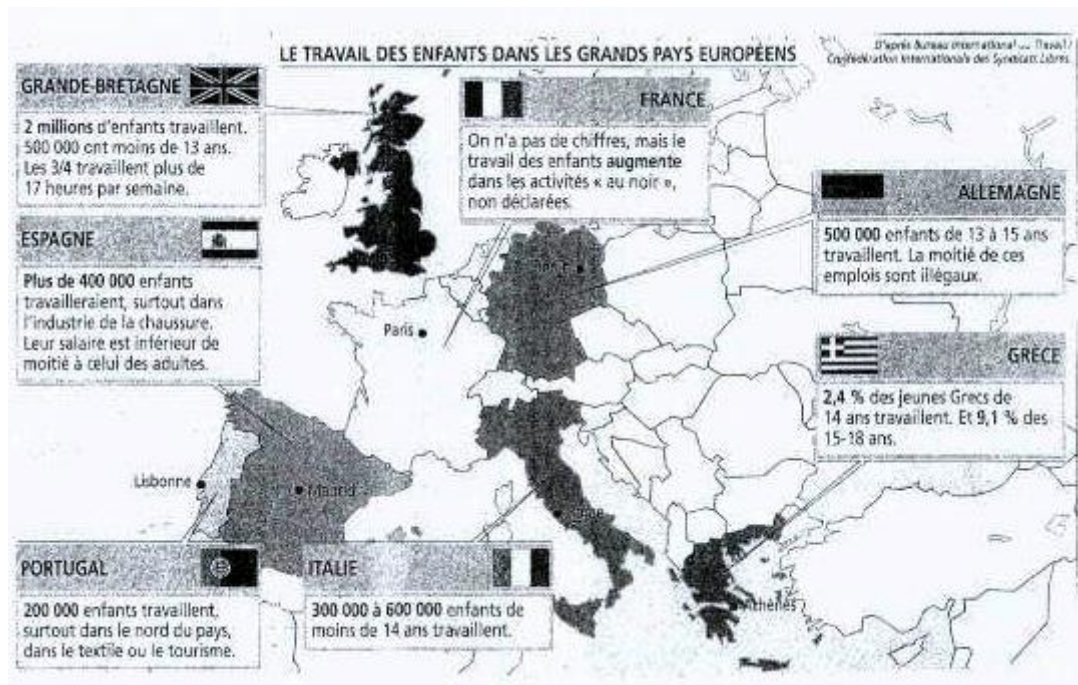 LE TRAVAIL DES ENFANTS DANS LES GRANDS PAYS EUROPÉENS
D'après Bureau International du Travail /
Confédération Internationale des Syndicats Libres.
GRANDE-BRETAGNE
2 millions d'enfants travaillent.
500 000 ont moins de 13 ans.
Les 3/4 travaillent plus de
17 heures par semaine.
FRANCE
On n'a pas de chiffres, mais le
travail des enfants augmente
dans les activités « au noir »,
non déclarées.
ALLEMAGNE
500 000 enfants de 13 à 15 ans
travaillent. La moitié de ces
emplois sont illégaux.
ESPAGNE
Plus de 400 000 enfants
travailleraient, surtout dans
l'industrie de la chaussure.
Leur salaire est inférieur de
moitié à celui des adultes.
GRÈCE
2,4 % des jeunes Grecs de
14 ans travaillent. Et 9,1 % des
15-18 ans.
Paris
Lisbonne
Madrid
Athènes
PORTUGAL
200 000 enfants travaillent,
surtout dans le nord du pays,
dans le textile ou le tourisme.
ITALIE
300 000 à 600 000 enfants de
moins de 14 ans travaillent.